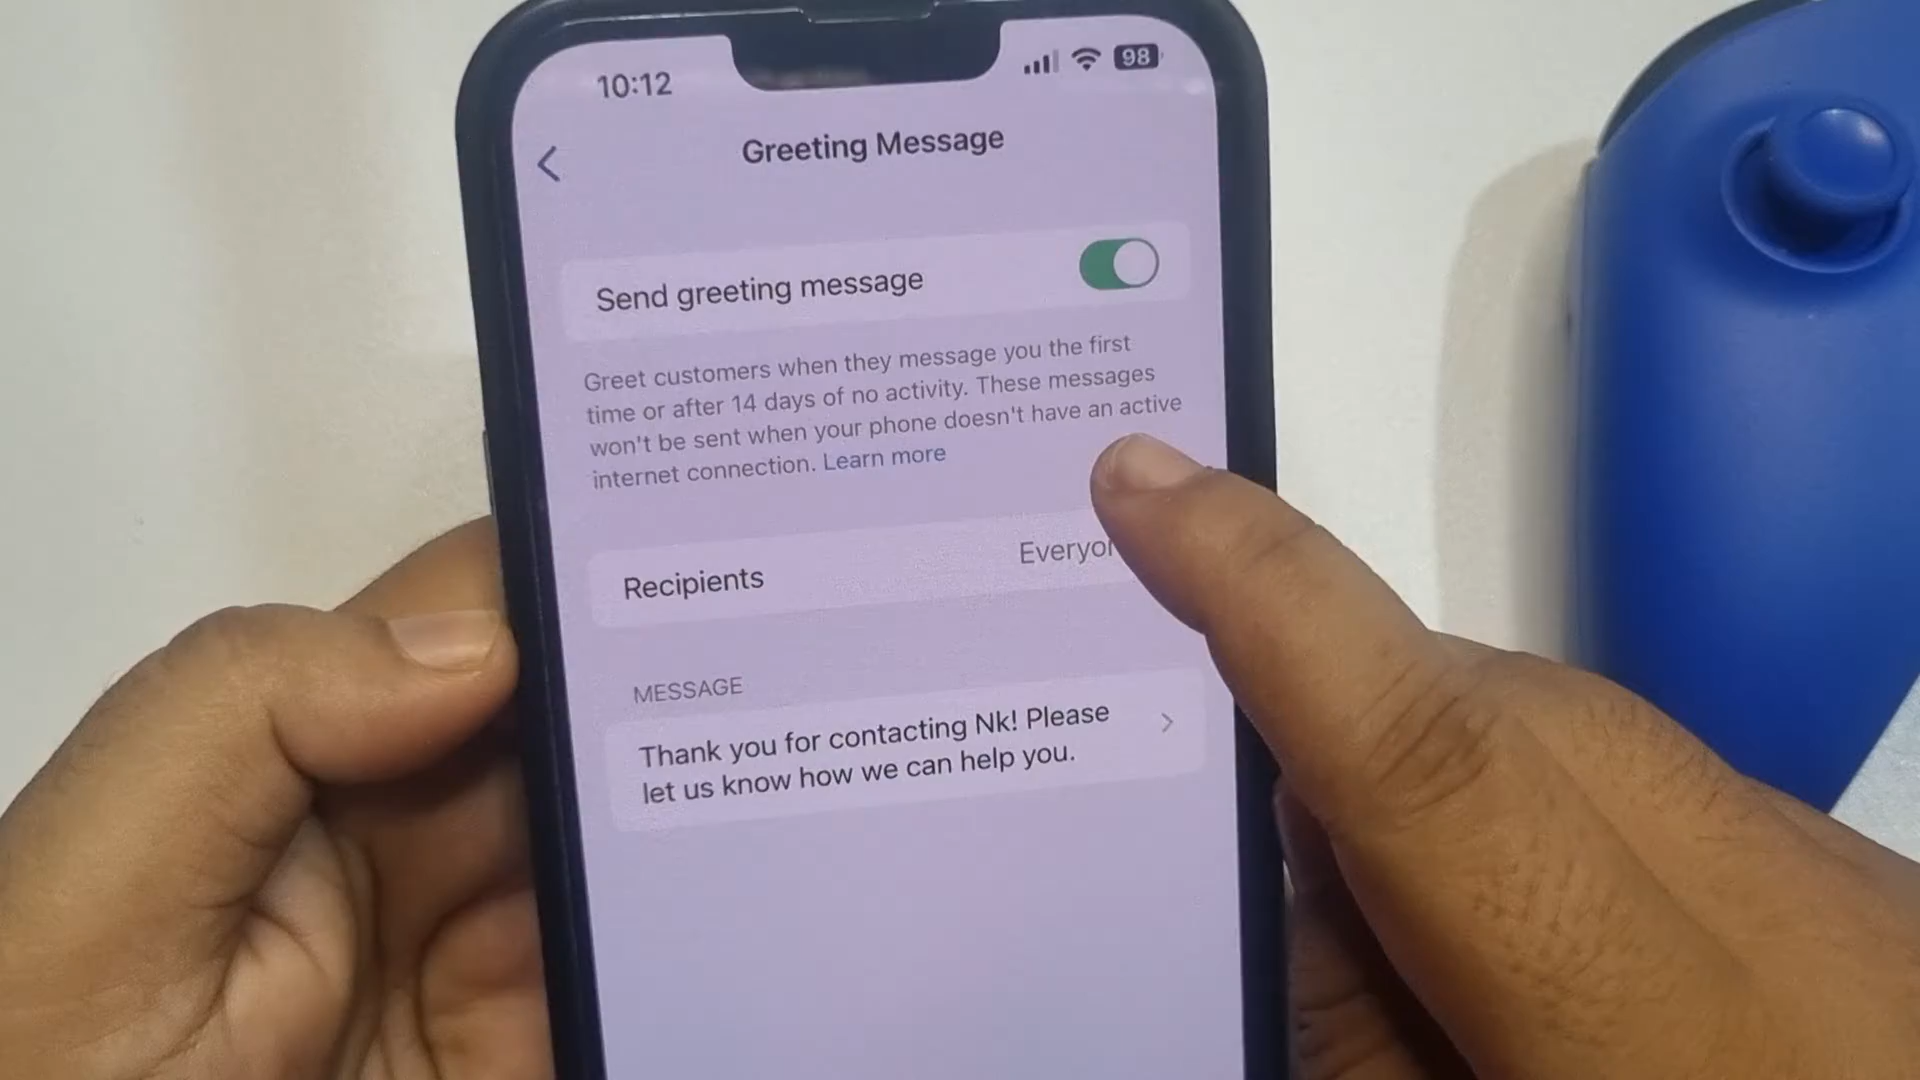 10:12
98
Greeting Message
Send greeting message
Greet customers when they message you the first
time or after 14 days of no activity. These messages
won't be sent when your phone doesn't have an active
internet connection. Learn more
Recipients
MESSAGE
Thank you for contacting Nk! Please
let us know how we can help you.